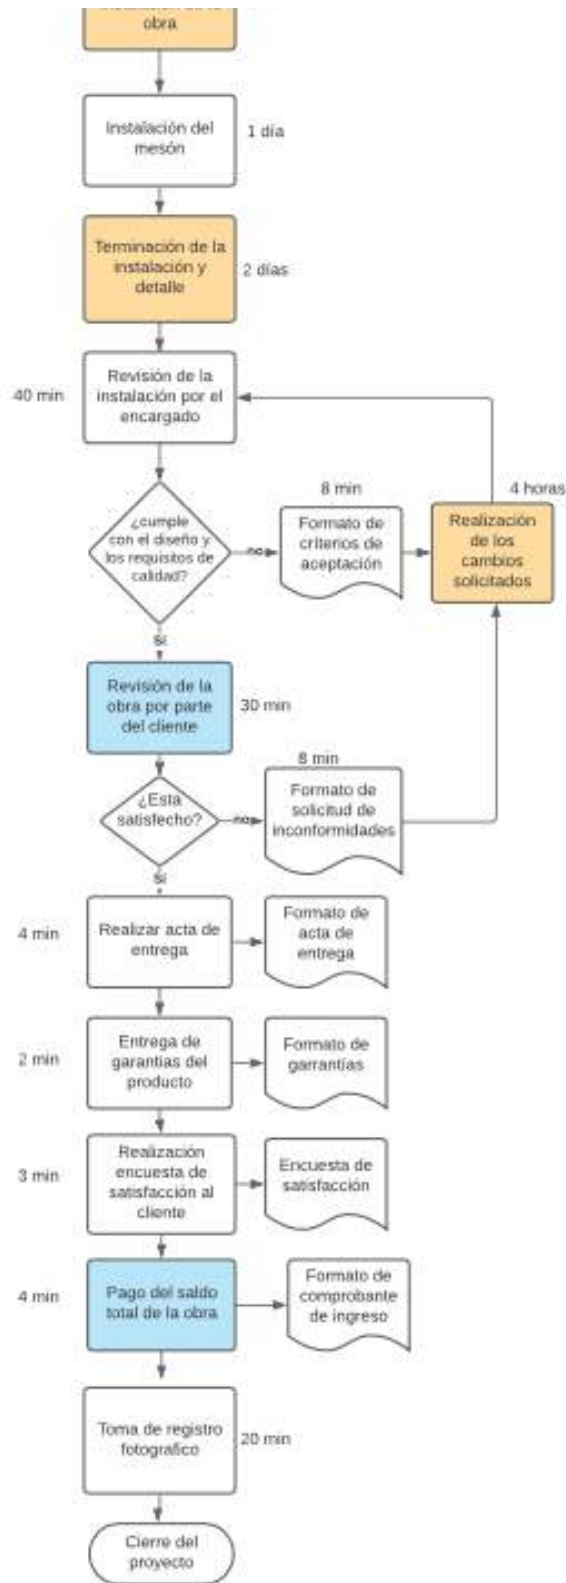 obra
Instalación del
mesón
1 día
Terminación de la
instalación y
detalle
2 días
Revisión de la
instalación por el
encargado
40 min
¿cumple
con el diseño y
los requisitos de
calidad?
no
8 min
Formato de
criterios de
aceptación
4 horas
Realización
de los
cambios
solicitados
si
Revisión de la
obra por parte
del cliente
30 min
¿Esta
satisfecho?
no
8 min
Formato de
solicitud de
inconformidades
si
4 min
Realizar acta de
entrega
Formato de
acta de
entrega
2 min
Entrega de
garantias del
producto
Formato de
garrantías
3 min
Realización
encuesta de
satisfacción al
cliente
Encuesta de
satisfacción
4 min
Pago del saldo
total de la obra
Formato de
comprobante
de ingreso
Toma de registro
fotografico
20 min
Cierre del
proyecto